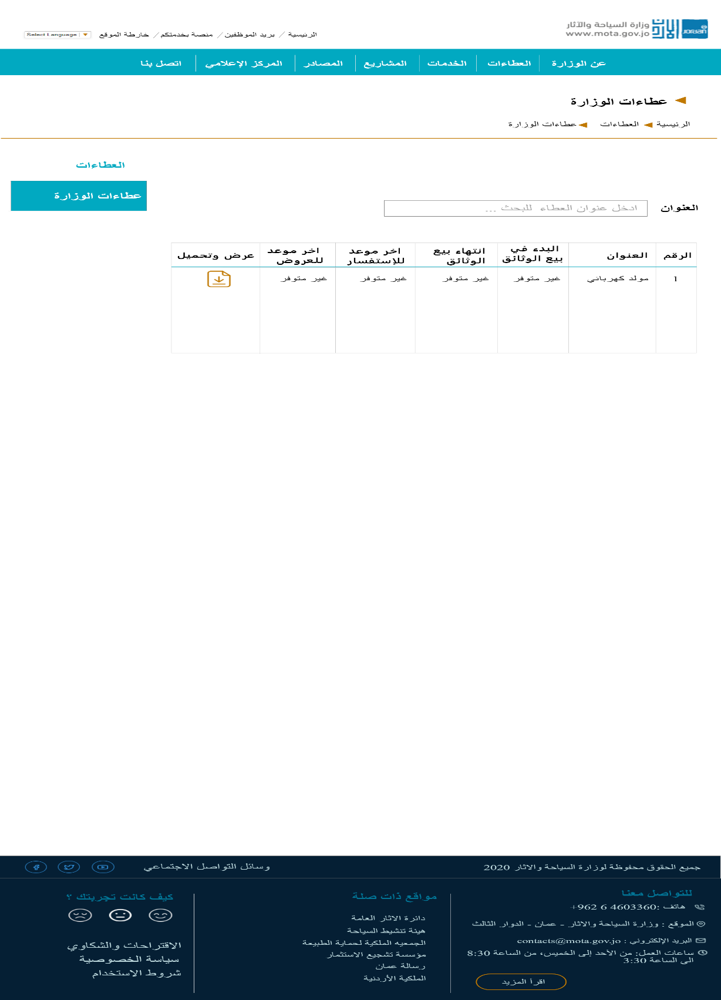 وزارة السياحة والآثار
www.mota.gov.jo
الأردن
JORDAN
الرئيسية / بريد الموظفين / منصة بخدمتكم / خارطة الموقع
Select Language
عن الوزارة
العطاءات
الخدمات
المشاريع
المصادر
المركز الإعلامي
اتصل بنا
عطاءات الوزارة
الرئيسية العطاءات عطاءات الوزارة
العطاءات
عطاءات الوزارة
العنوان
ادخل عنوان العطاء للبحث ...
الرقم
العنوان
البدء في
بيع الوثائق
انتهاء بيع
الوثائق
اخر موعد
للإستفسار
اخر موعد
للعروض
عرض وتحميل
1 مولد كهربائي غير متوفر غير متوفر غير متوفر غير متوفر
جميع الحقوق محفوظة لوزارة السياحة والاثار 2020
وسائل التواصل الاجتماعي
للتواصل معنا
هاتف :4603360 6 962+
الموقع : وزارة السياحة والاثار - عمان - الدوار الثالث
البريد الإلكتروني : contacts@mota.gov.jo
ساعات العمل: من الأحد إلى الخميس، من الساعة 8:30
الى الساعة 3:30
اقرأ المزيد
مواقع ذات صلة
دائرة الاثار العامة
هيئة تنشيط السياحة
الجمعيه الملكية لحماية الطبيعة
مؤسسة تشجيع الاستثمار
رسالة عمان
الملكية الأردنية
كيف كانت تجربتك ؟
الاقتراحات والشكاوي
سياسة الخصوصية
شروط الاستخدام